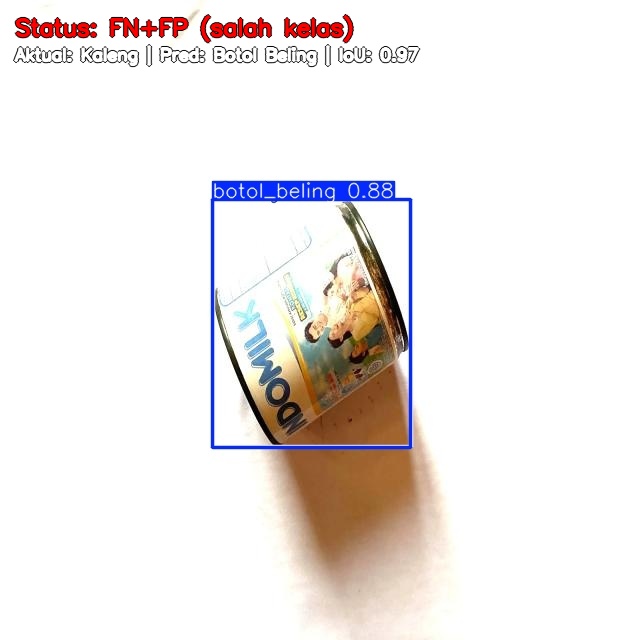 Status: FN+FP (salah kelas)
Aktual: Kaleng | Pred: Botol Beling | IoU: 0.97
botol_beling 0.88
INDOMILK